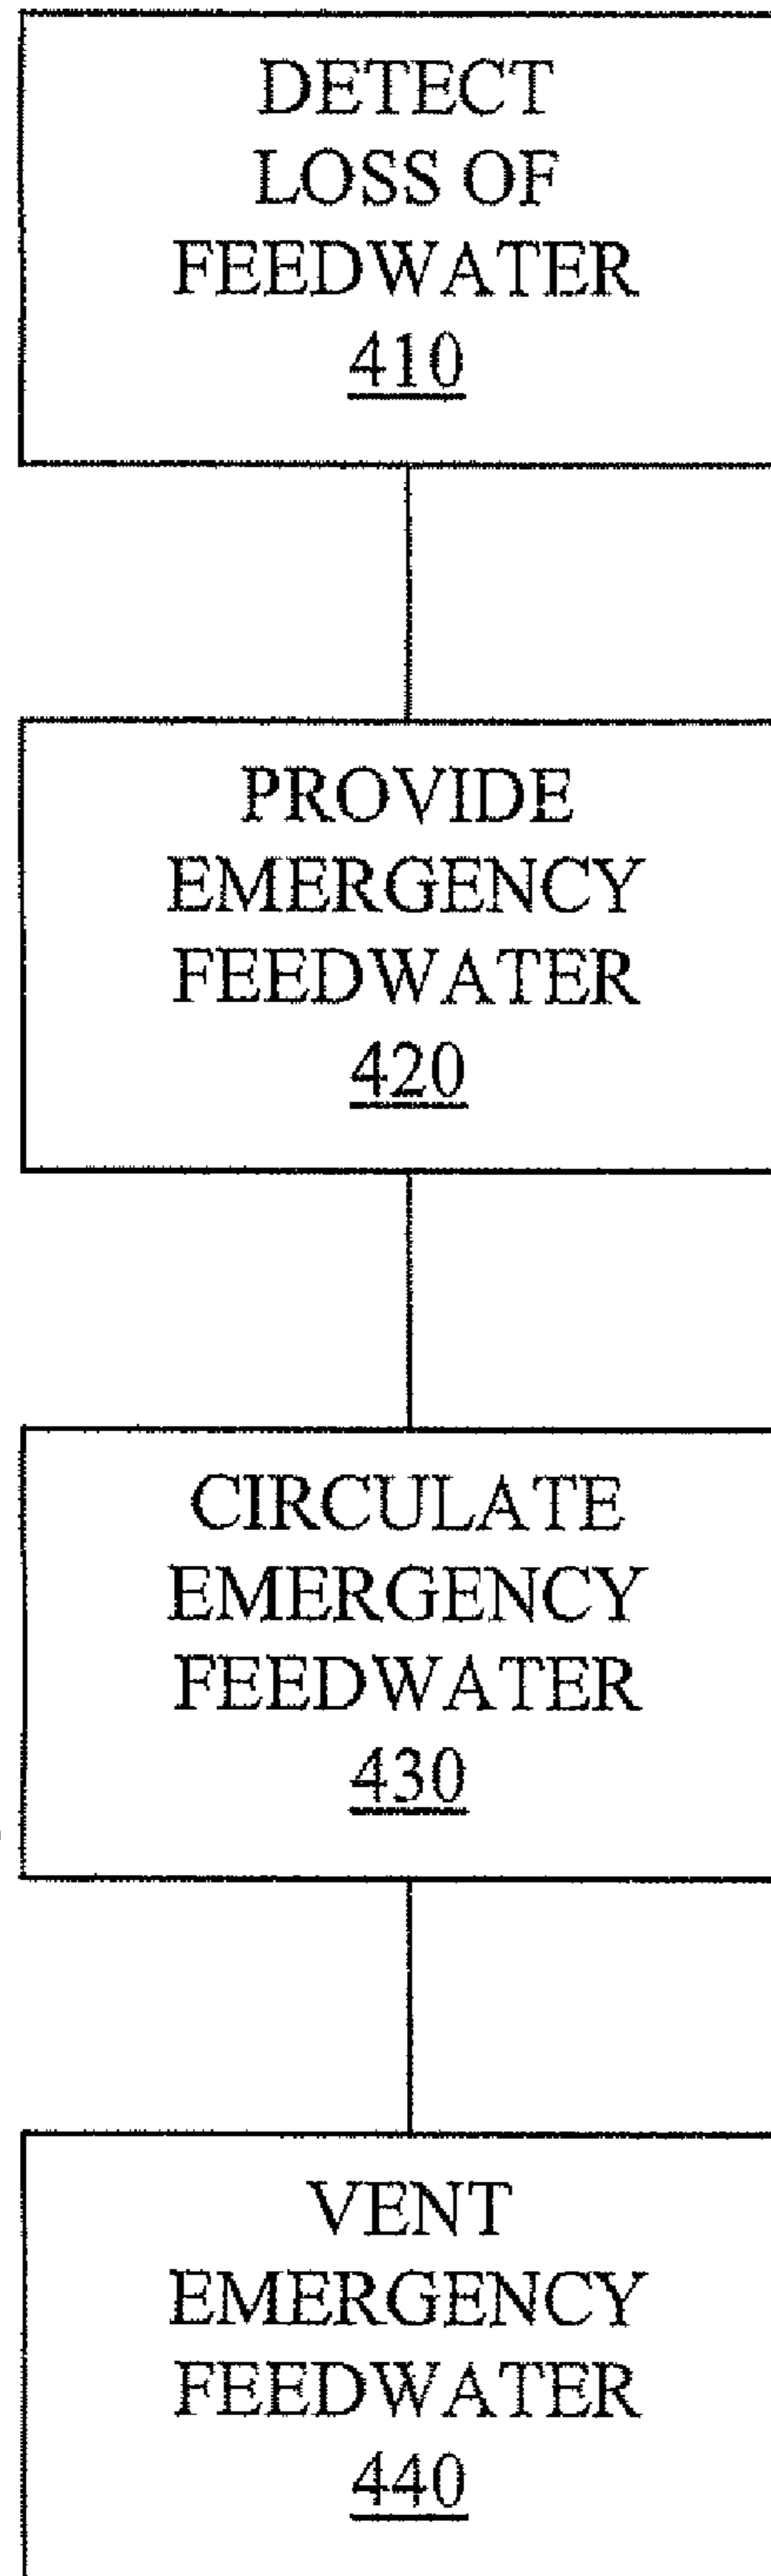 DETECT
LOSS OF
FEEDWATER
410
PROVIDE
EMERGENCY
FEEDWATER
420
CIRCULATE
EMERGENCY
FEEDWATER
430
VENT
EMERGENCY
FEEDWATER
440